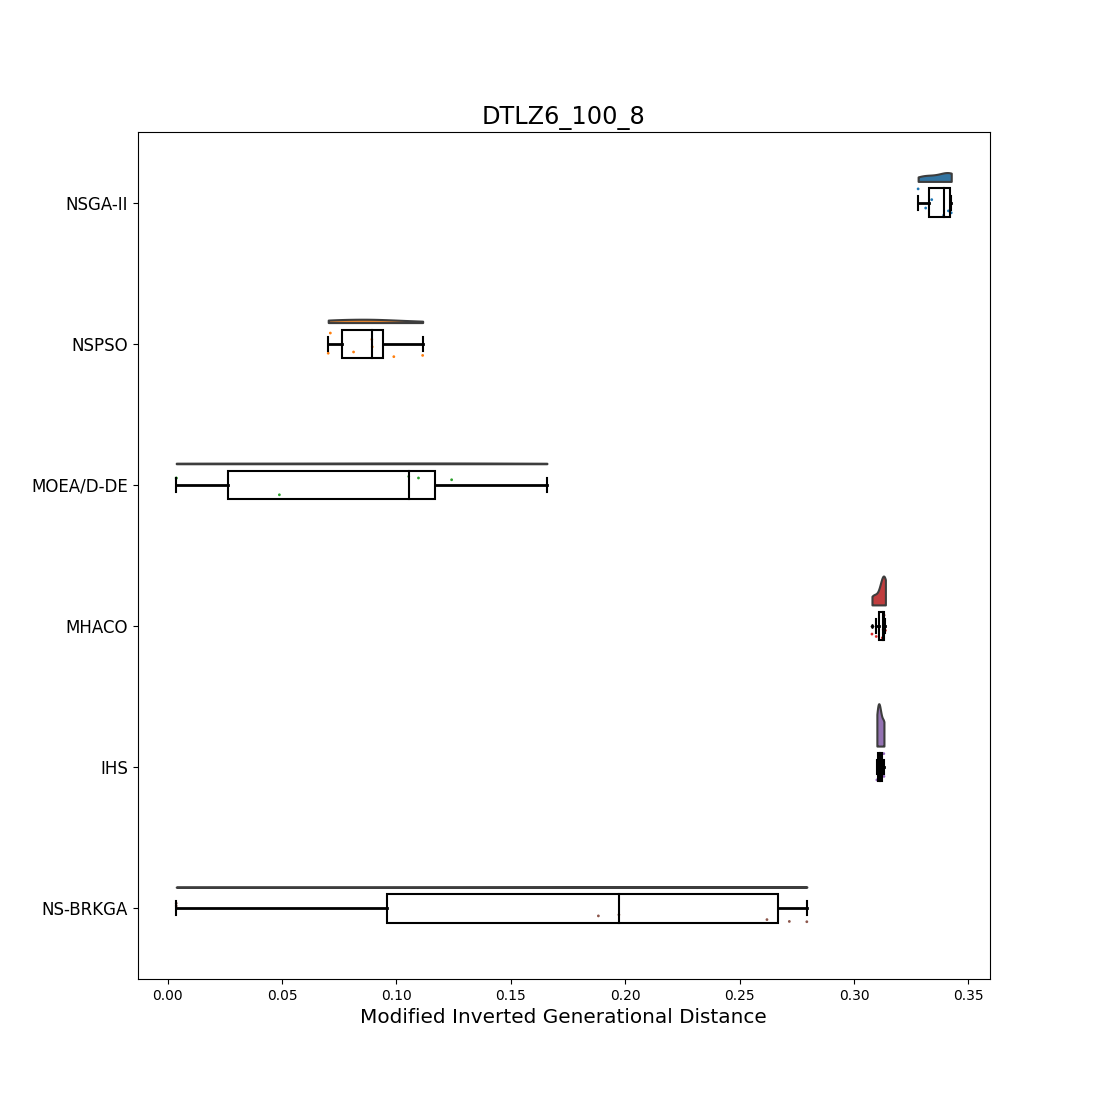 DTLZ6_100_8
NSGA-II
NSPSO
MOEA/D-DE
MHACO
IHS
NS-BRKGA
0.00 0.05 0.10 0.15 0.20 0.25 0.30 0.35
Modified Inverted Generational Distance